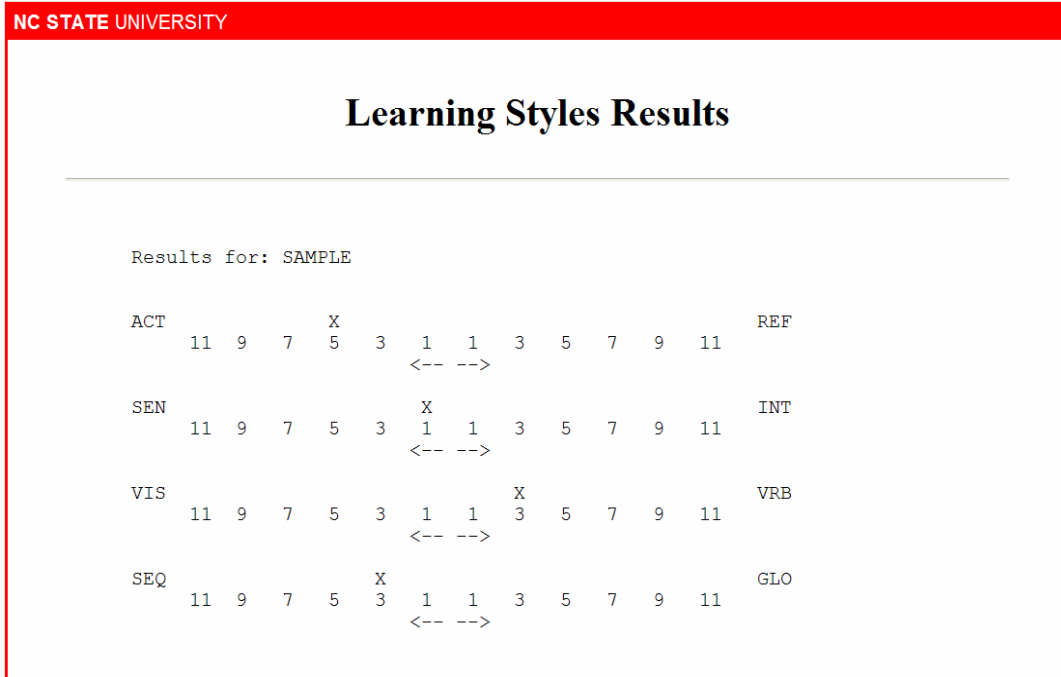 NC STATE UNIVERSITY
Learning Styles Results
Results for: SAMPLE
ACT X REF
11 9 7 5 3 1 1 3 5 7 9 11
<-- -->
SEN X INT
11 9 7 5 3 1 1 3 5 7 9 11
<-- -->
VIS X VRB
11 9 7 5 3 1 1 3 5 7 9 11
<-- -->
SEQ X GLO
11 9 7 5 3 1 1 3 5 7 9 11
<-- -->